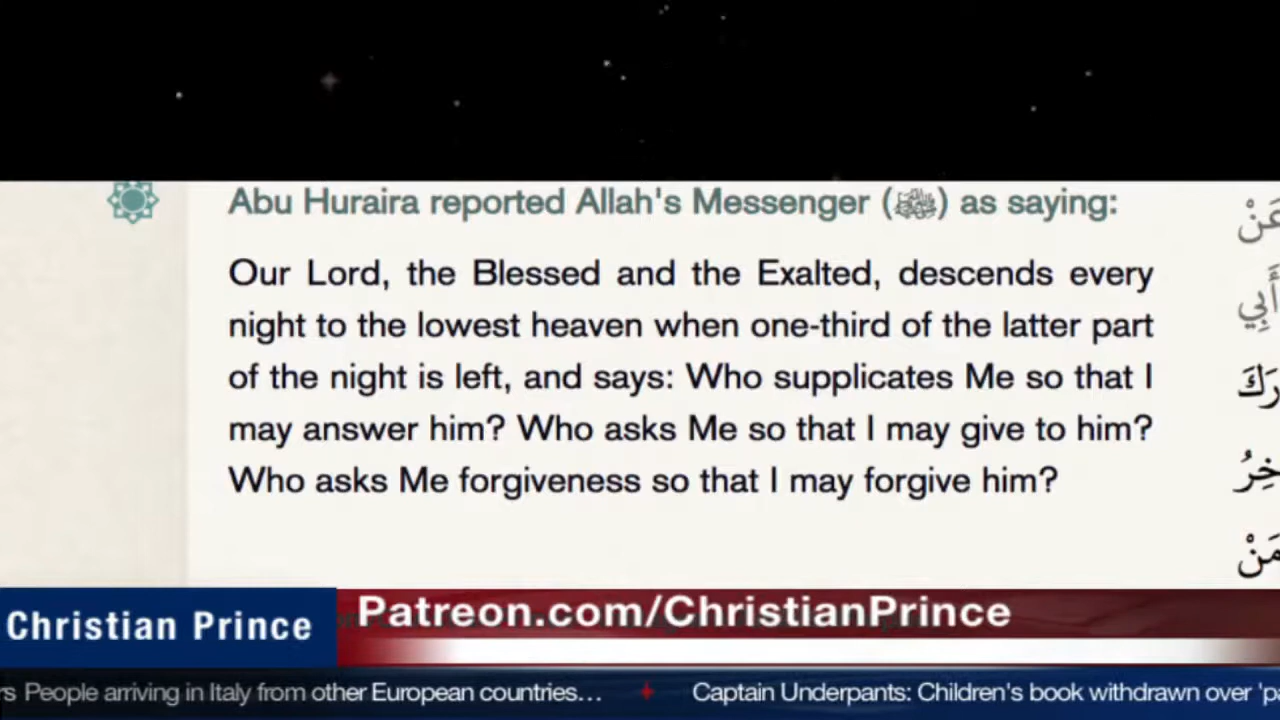 Abu Huraira reported Allah's Messenger (ﷺ) as saying:
عَنْ
Our Lord, the Blessed and the Exalted, descends every
أَبِي
night to the lowest heaven when one-third of the latter part
of the night is left, and says: Who supplicates Me so that I
may answer him? Who asks Me so that I may give to him?
Who asks Me forgiveness so that I may forgive him?
مَنْ
Christian Prince
Patreon.com/ChristianPrince
People arriving in Italy from other European countries...
Captain Underpants: Children's book withdrawn over